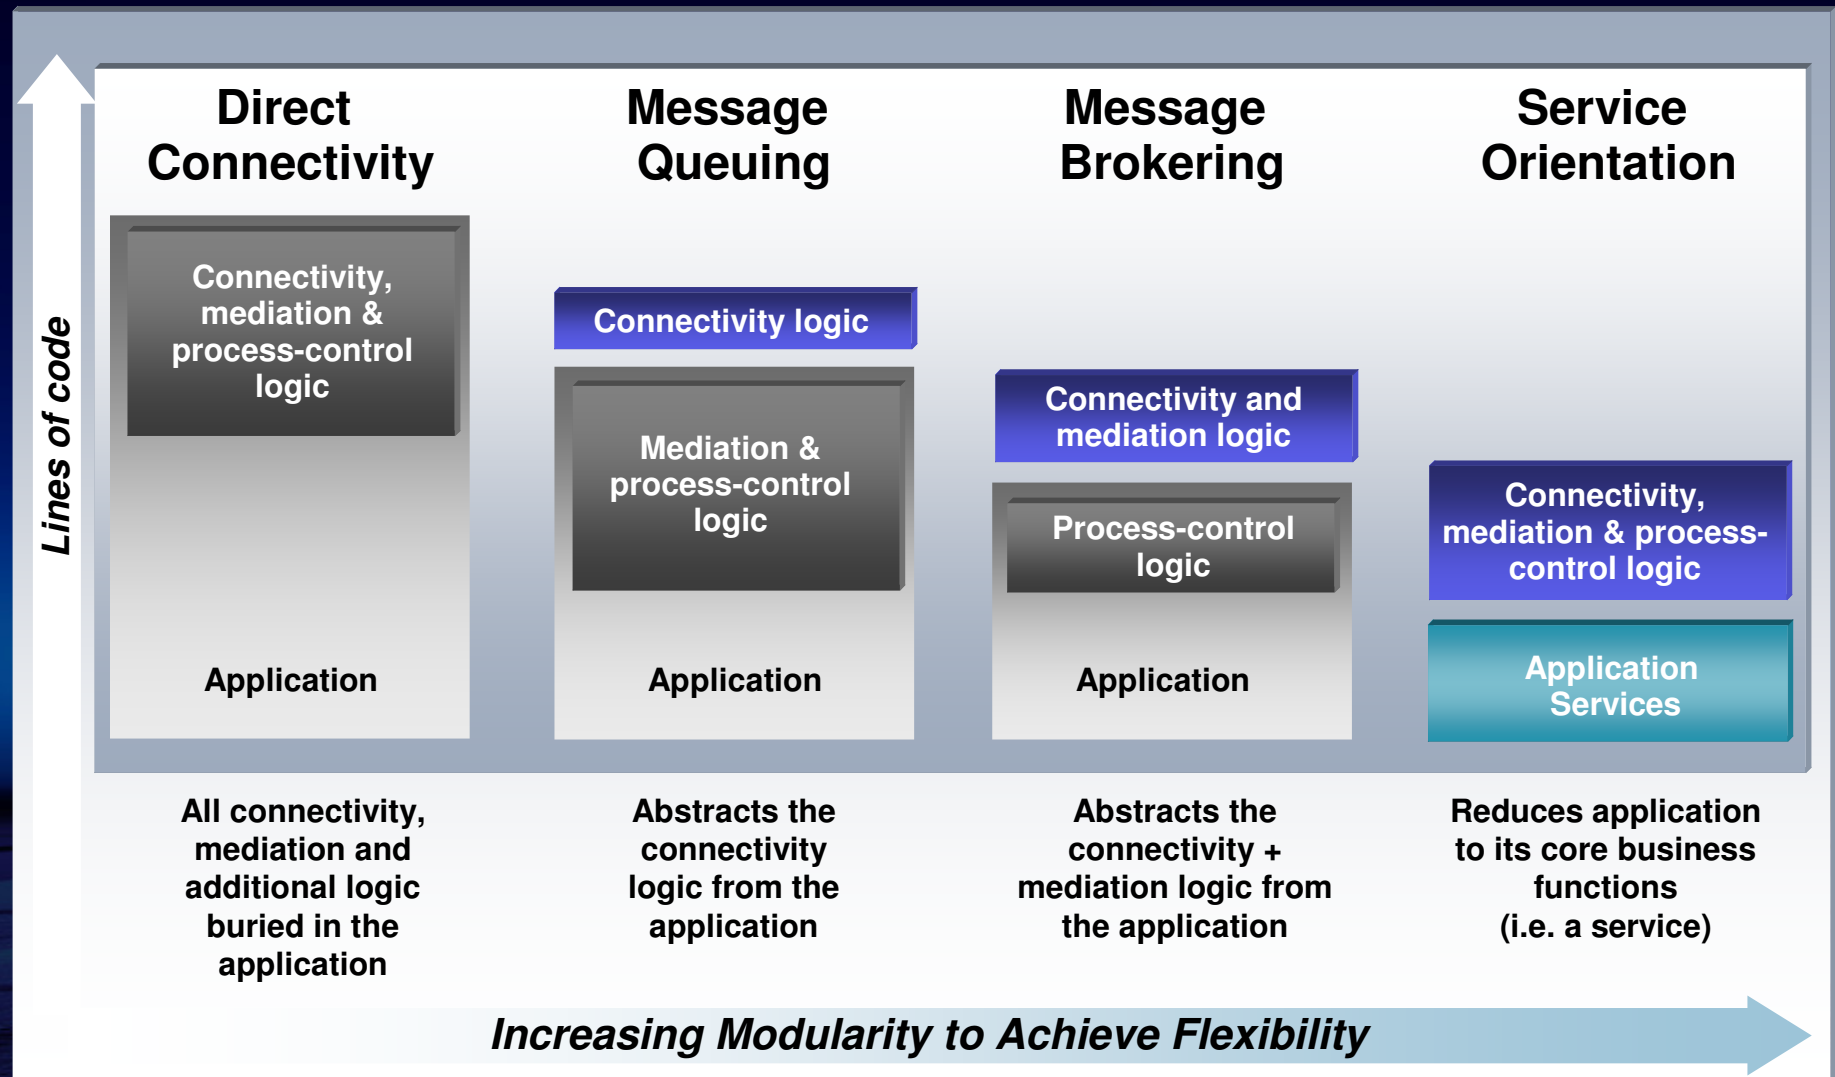 Direct
Connectivity
Message
Queuing
Message
Brokering
Service
Orientation
Lines of code
Connectivity,
mediation &
process-control
logic
Application
Connectivity logic
Mediation &
process-control
logic
Application
Connectivity and
mediation logic
Process-control
logic
Application
Connectivity,
mediation & process-
control logic
Application
Services
All connectivity,
mediation and
additional logic
buried in the
application
Abstracts the
connectivity
logic from the
application
Abstracts the
connectivity +
mediation logic from
the application
Reduces application
to its core business
functions
(i.e. a service)
Increasing Modularity to Achieve Flexibility